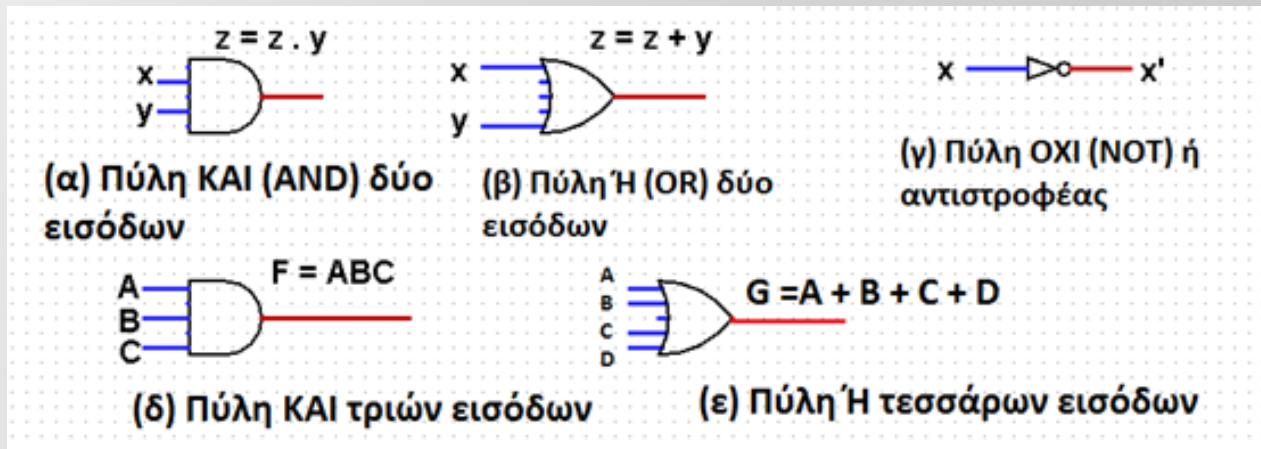 z = z . y
x
y
(α) Πύλη ΚΑΙ (AND) δύο
εισόδων
z = z + y
x
y
(β) Πύλη Ή (OR) δύο
εισόδων
x
x'
(γ) Πύλη ΟΧΙ (NOT) ή
αντιστροφέας
F = ABC
A
B
C
(δ) Πύλη ΚΑΙ τριών εισόδων
A
B
C
D
G =A + B + C + D
(ε) Πύλη Ή τεσσάρων εισόδων